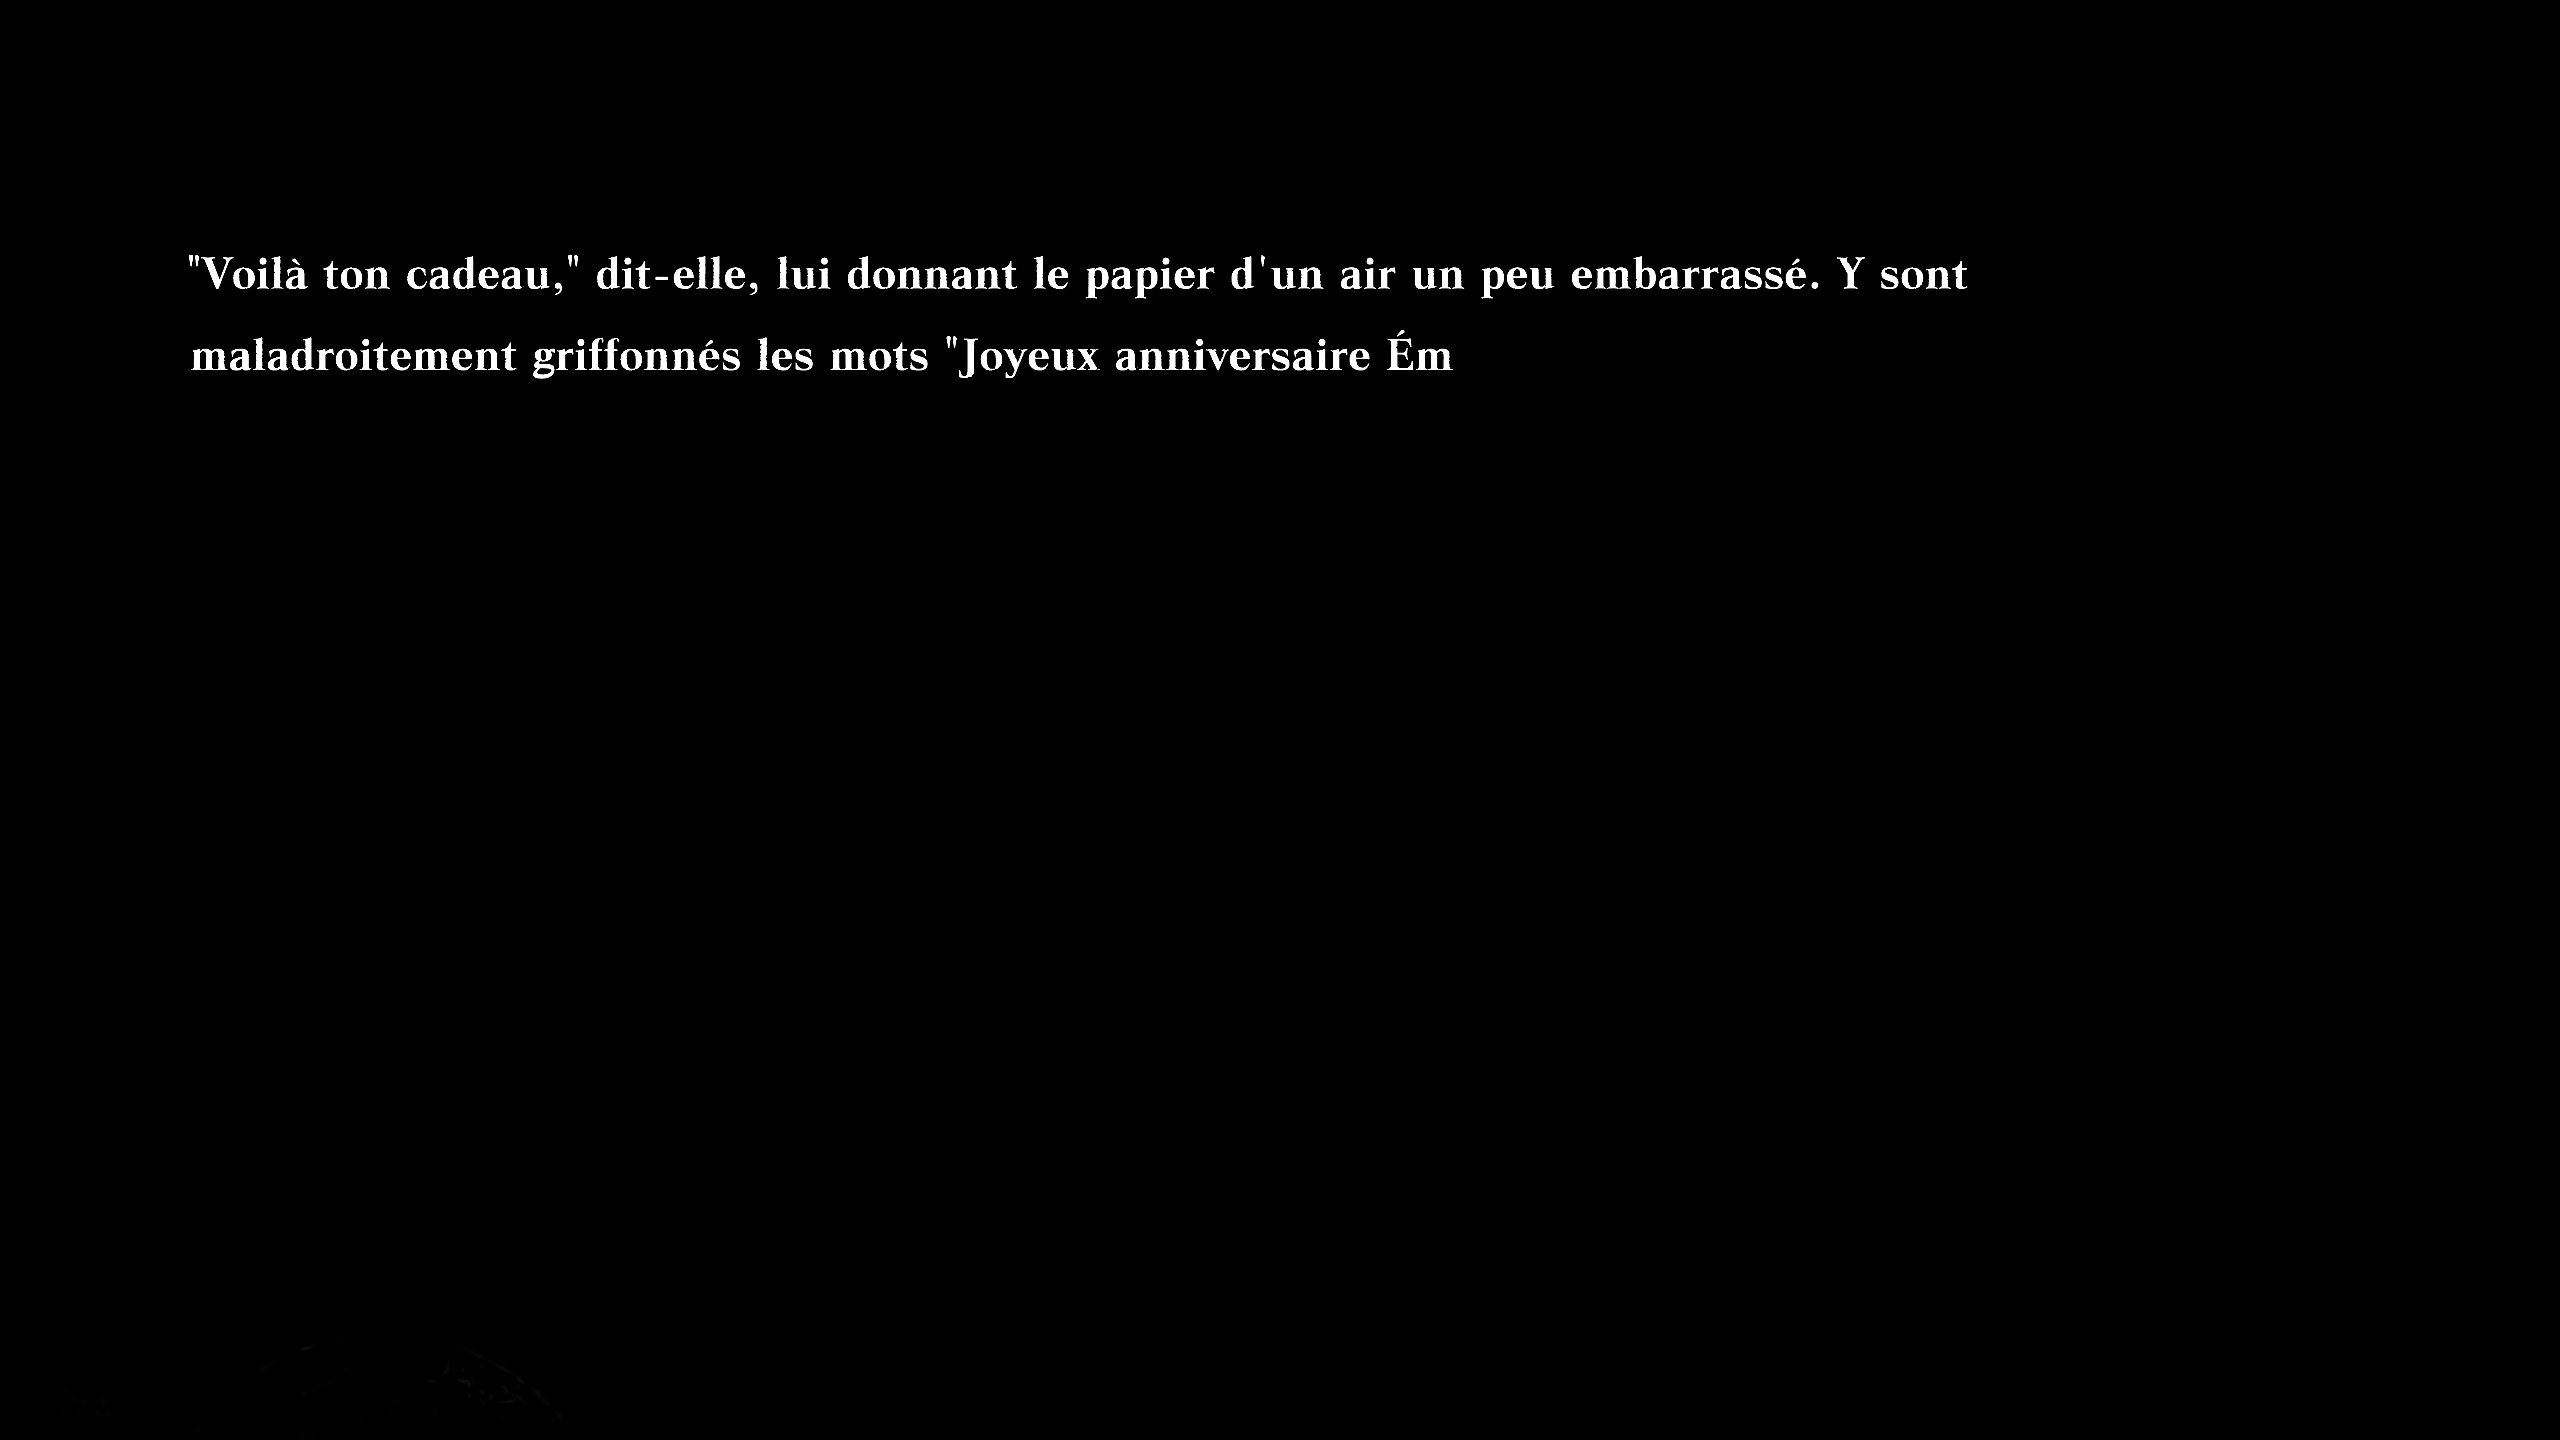 "Voilà ton cadeau," dit-elle, lui donnant le papier d'un air un peu embarrassé. Y sont
maladroitement griffonnés les mots "Joyeux anniversaire Ém